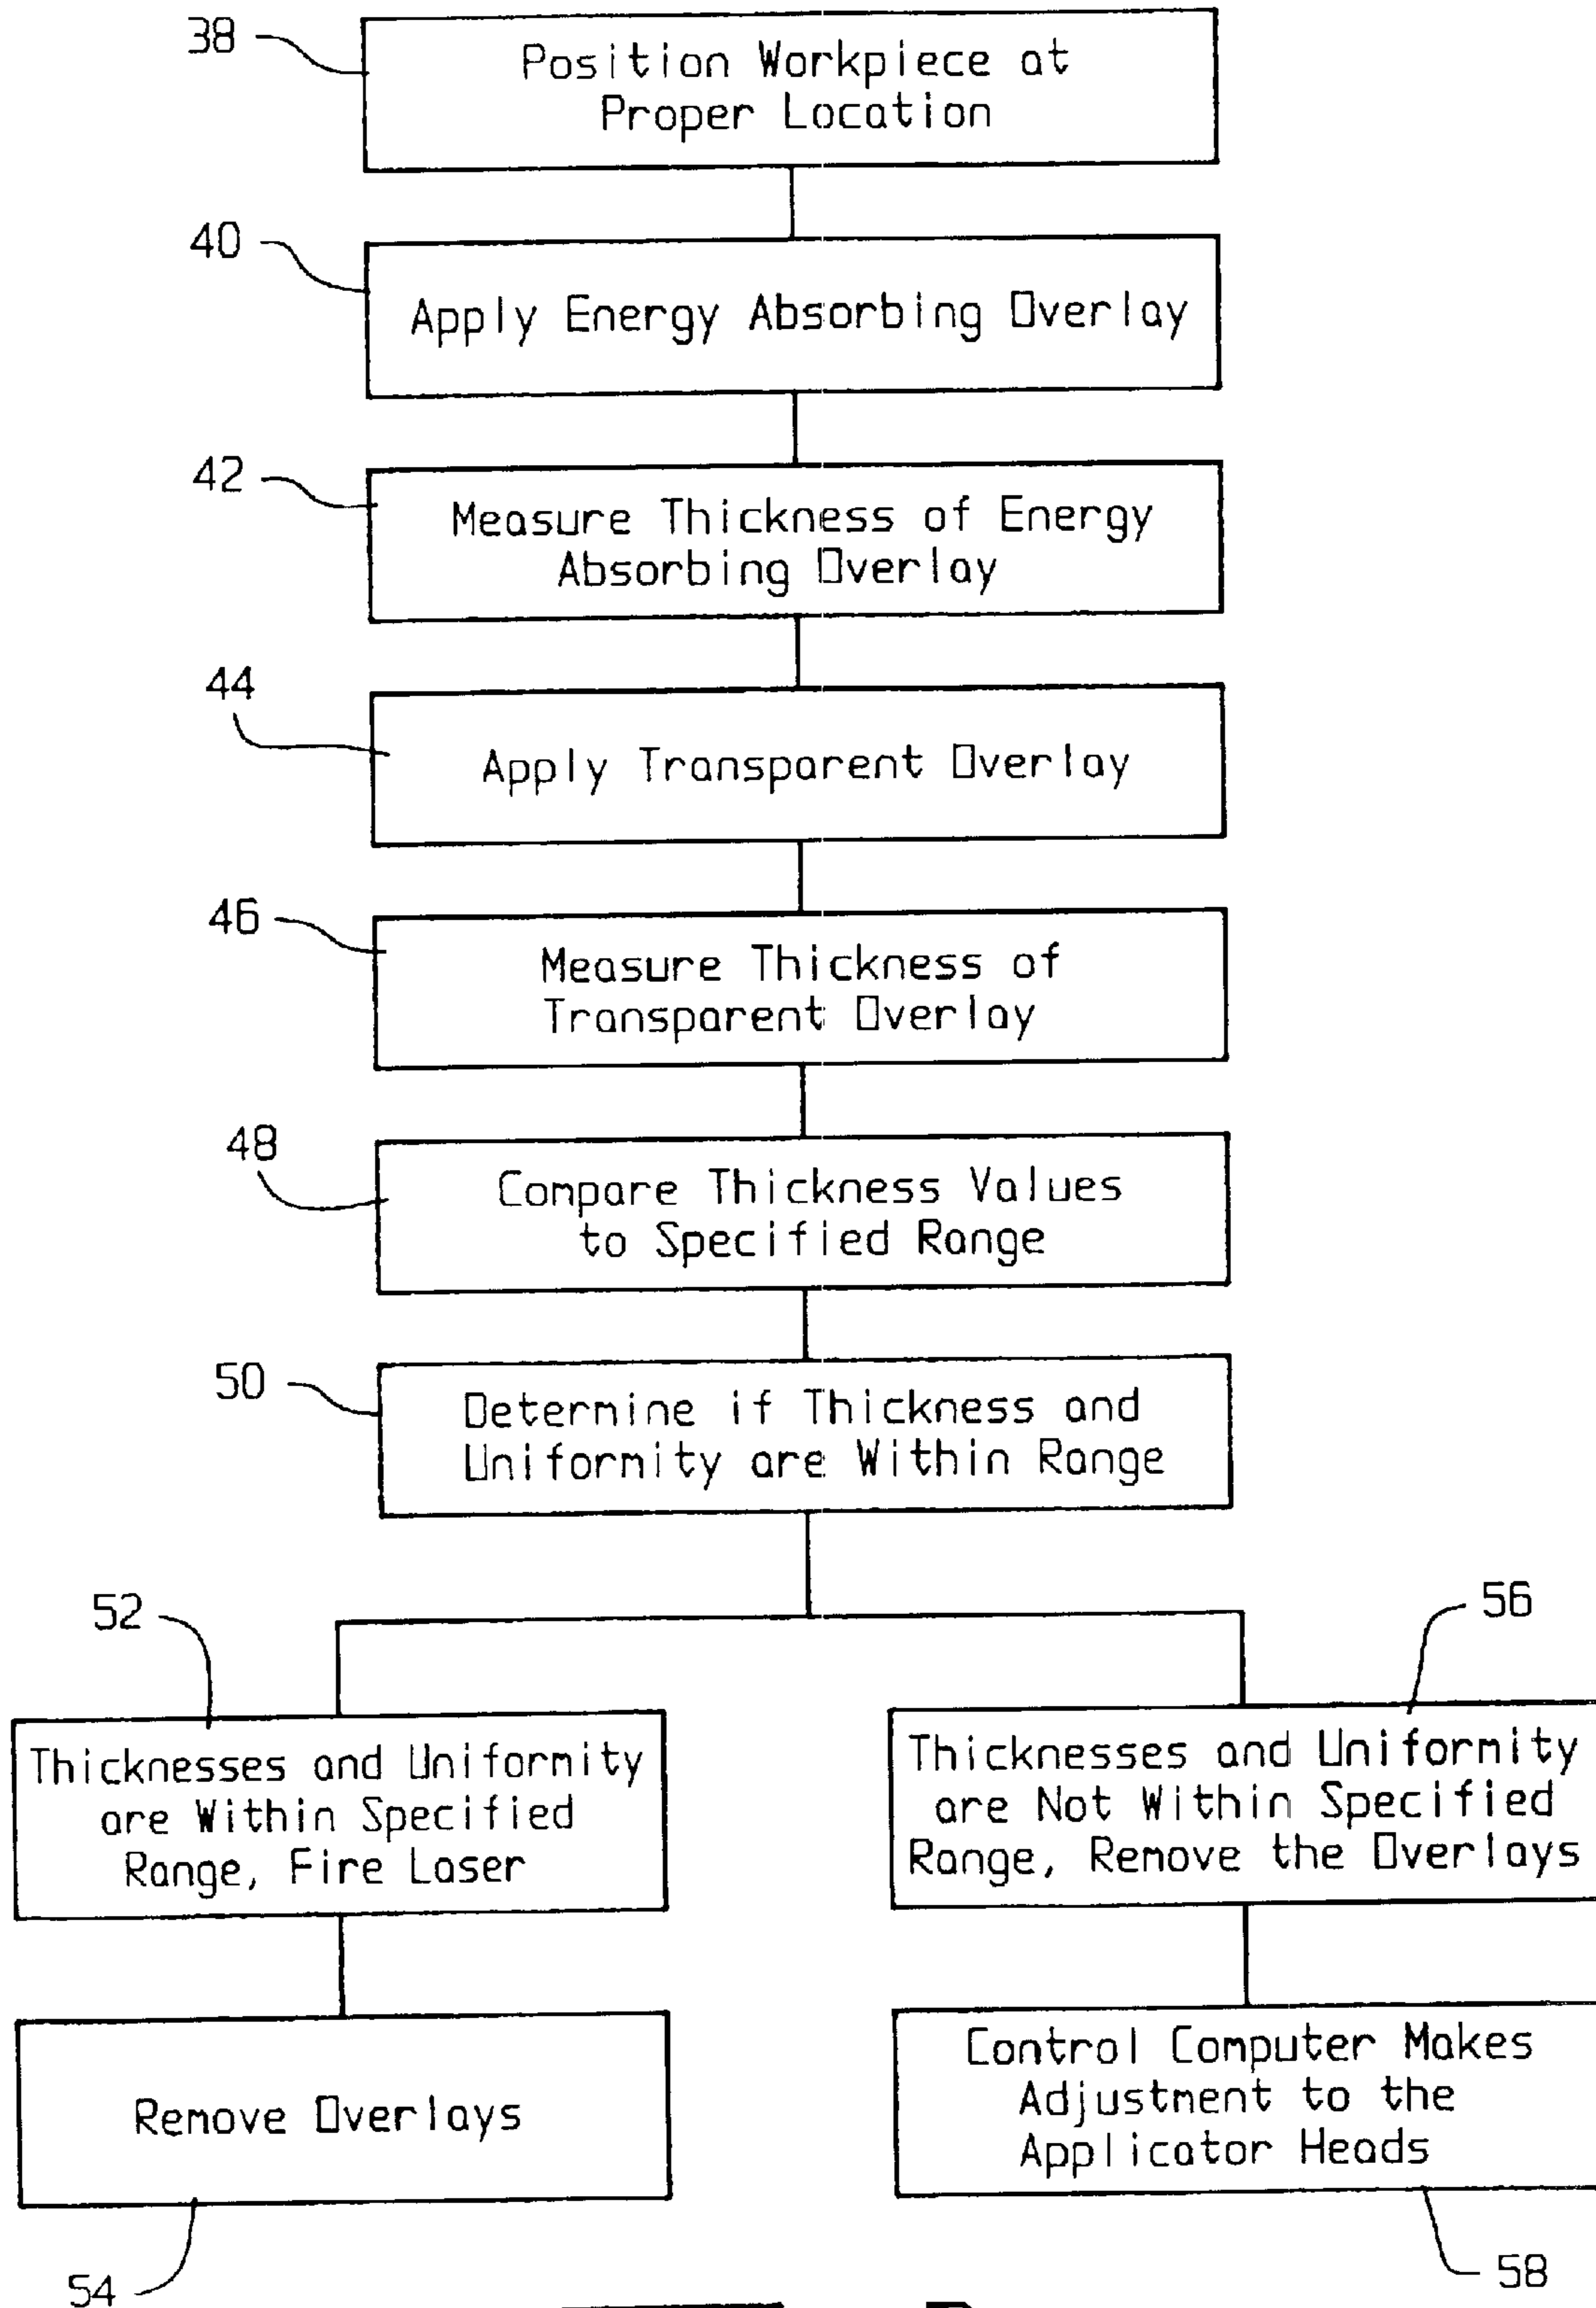 38
Position Workpiece at
Proper Location
40
Apply Energy Absorbing Overlay
42
Measure Thickness of Energy
Absorbing Overlay
44
Apply Transparent Overlay
46
Measure Thickness of
Transparent Overlay
48
Compare Thickness Values
to Specified Range
50
Determine if Thickness and
Uniformity are Within Range
52
Thicknesses and Uniformity
are Within Specified
Range, Fire Laser
56
Thicknesses and Uniformity
are Not Within Specified
Range, Remove the Overlays
Remove Overlays
54
Control Computer Makes
Adjustment to the
Applicator Heads
58